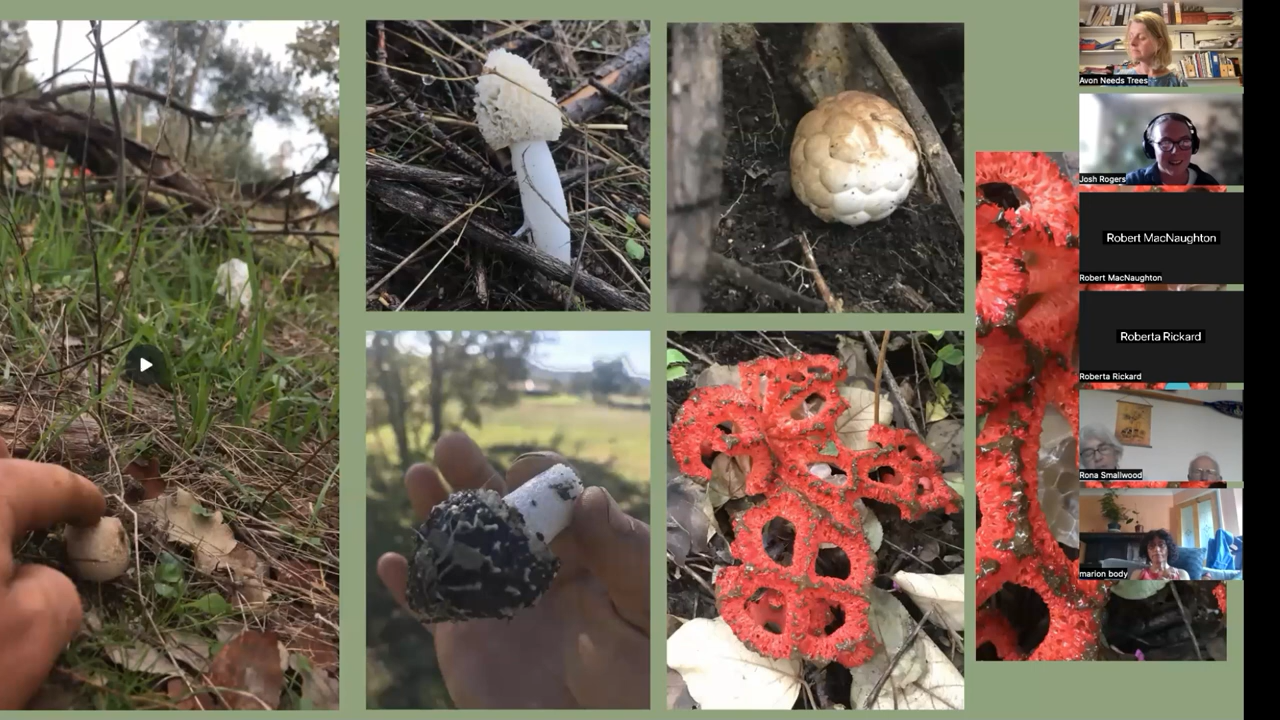 Avon Needs Trees
Josh Rogers
Robert MacNaughton
Robert MacNaughton
Roberta Rickard
Roberta Rickard
Rona Smallwood
marion body